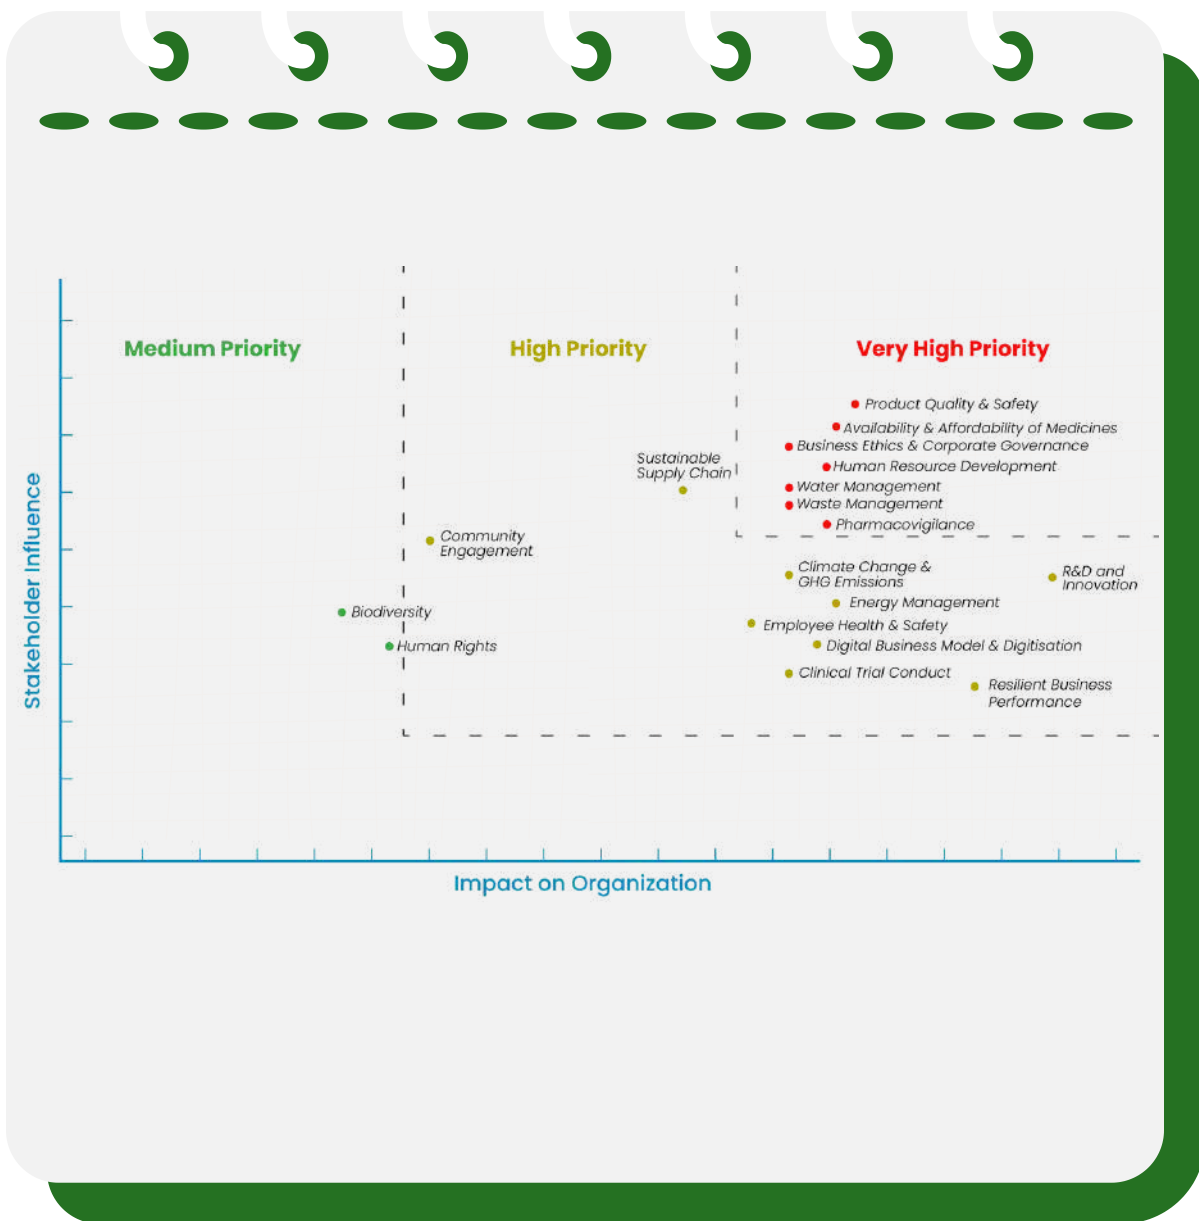 Medium Priority
High Priority
Very High Priority
Product Quality & Safety
Availability & Affordability of Medicines
Business Ethics & Corporate Governance
Sustainable
Supply Chain
Human Resource Development
Water Management
Waste Management
Pharmacovigilance
Community
Engagement
Climate Change &
GHG Emissions
R&D and
Innovation
Energy Management
Biodiversity
Employee Health & Safety
Human Rights
Digital Business Model & Digitisation
Clinical Trial Conduct
Resilient Business
Performance
Stakeholder Influence
Impact on Organization